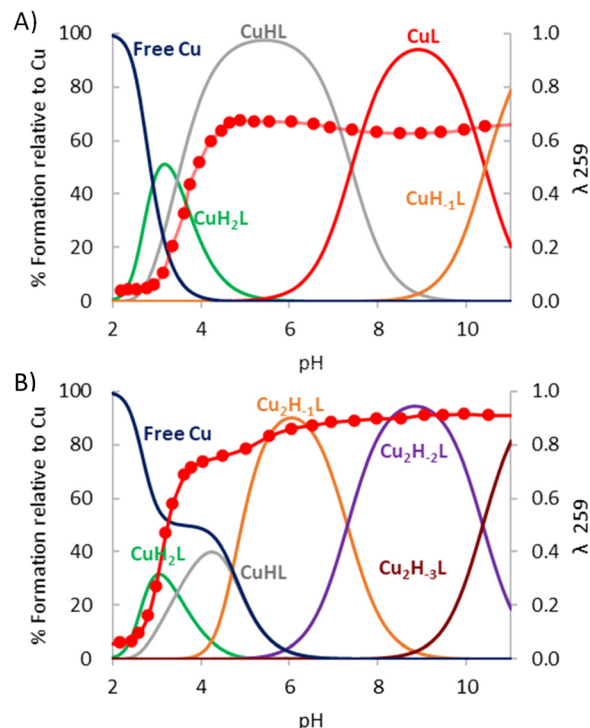 A)
% Formation relative to Cu
100
80
60
40
20
0
Free Cu
CuHL
CuL
CuH₂L
CuH₋₁L
1.0
0.8
0.6
0.4
0.2
0.0
λ 259
2 4 6 8 10
pH
B)
% Formation relative to Cu
100
80
60
40
20
0
Free Cu
Cu₂H₋₁L
Cu₂H₋₂L
CuH₂L
CuHL
Cu₂H₋₃L
1.0
0.8
0.6
0.4
0.2
0.0
λ 259
2 4 6 8 10
pH